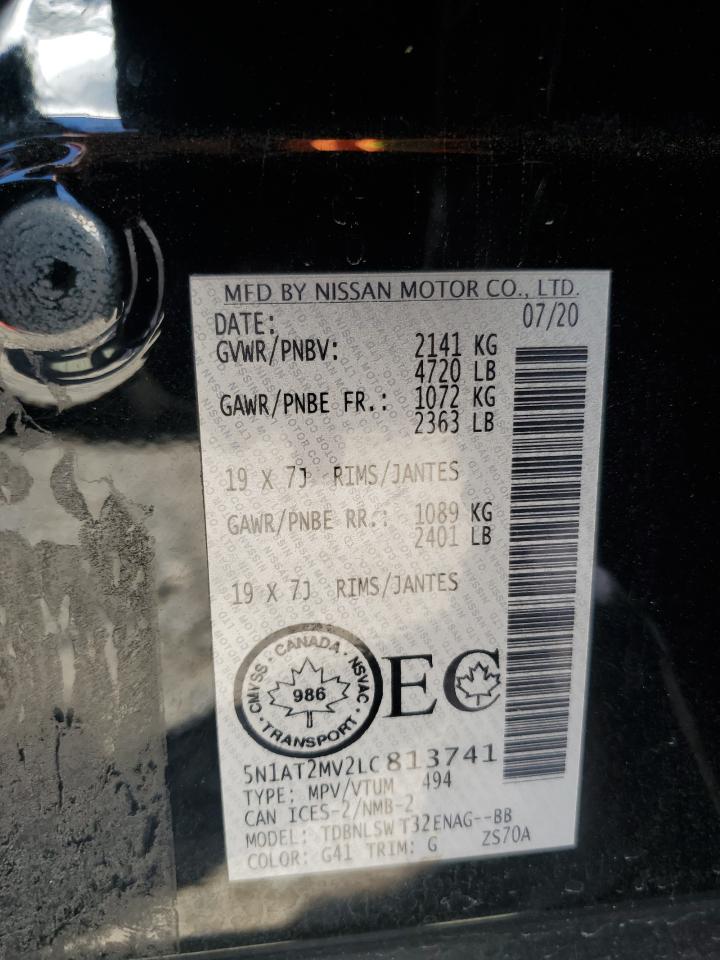 MFD BY NISSAN MOTOR CO., LTD.
DATE: 07/20
GVWR/PNBV: 2141 KG
4720 LB
GAWR/PNBE FR.: 1072 KG
2363 LB
19 X 7J RIMS/JANTES
GAWR/PNBE RR.: 1089 KG
2401 LB
19 X 7J RIMS/JANTES
CMVSS · CANADA · NSVAC
986
· TRANSPORT ·
EC
5N1AT2MV2LC813741
TYPE: MPV/VTUM 494
CAN ICES-2/NMB-2
MODEL: TDBNLSW T32ENAG--BB
COLOR: G41 TRIM: G ZS70A